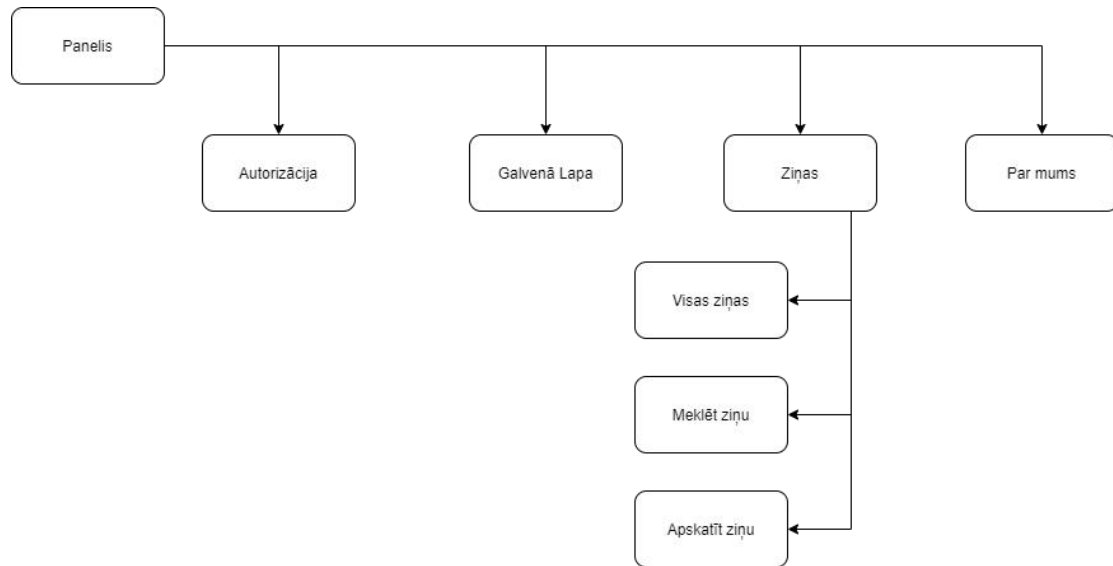 Panelis
Autorizācija
Galvenā Lapa
Ziņas
Par mums
Visas ziņas
Meklēt ziņu
Apskatīt ziņu